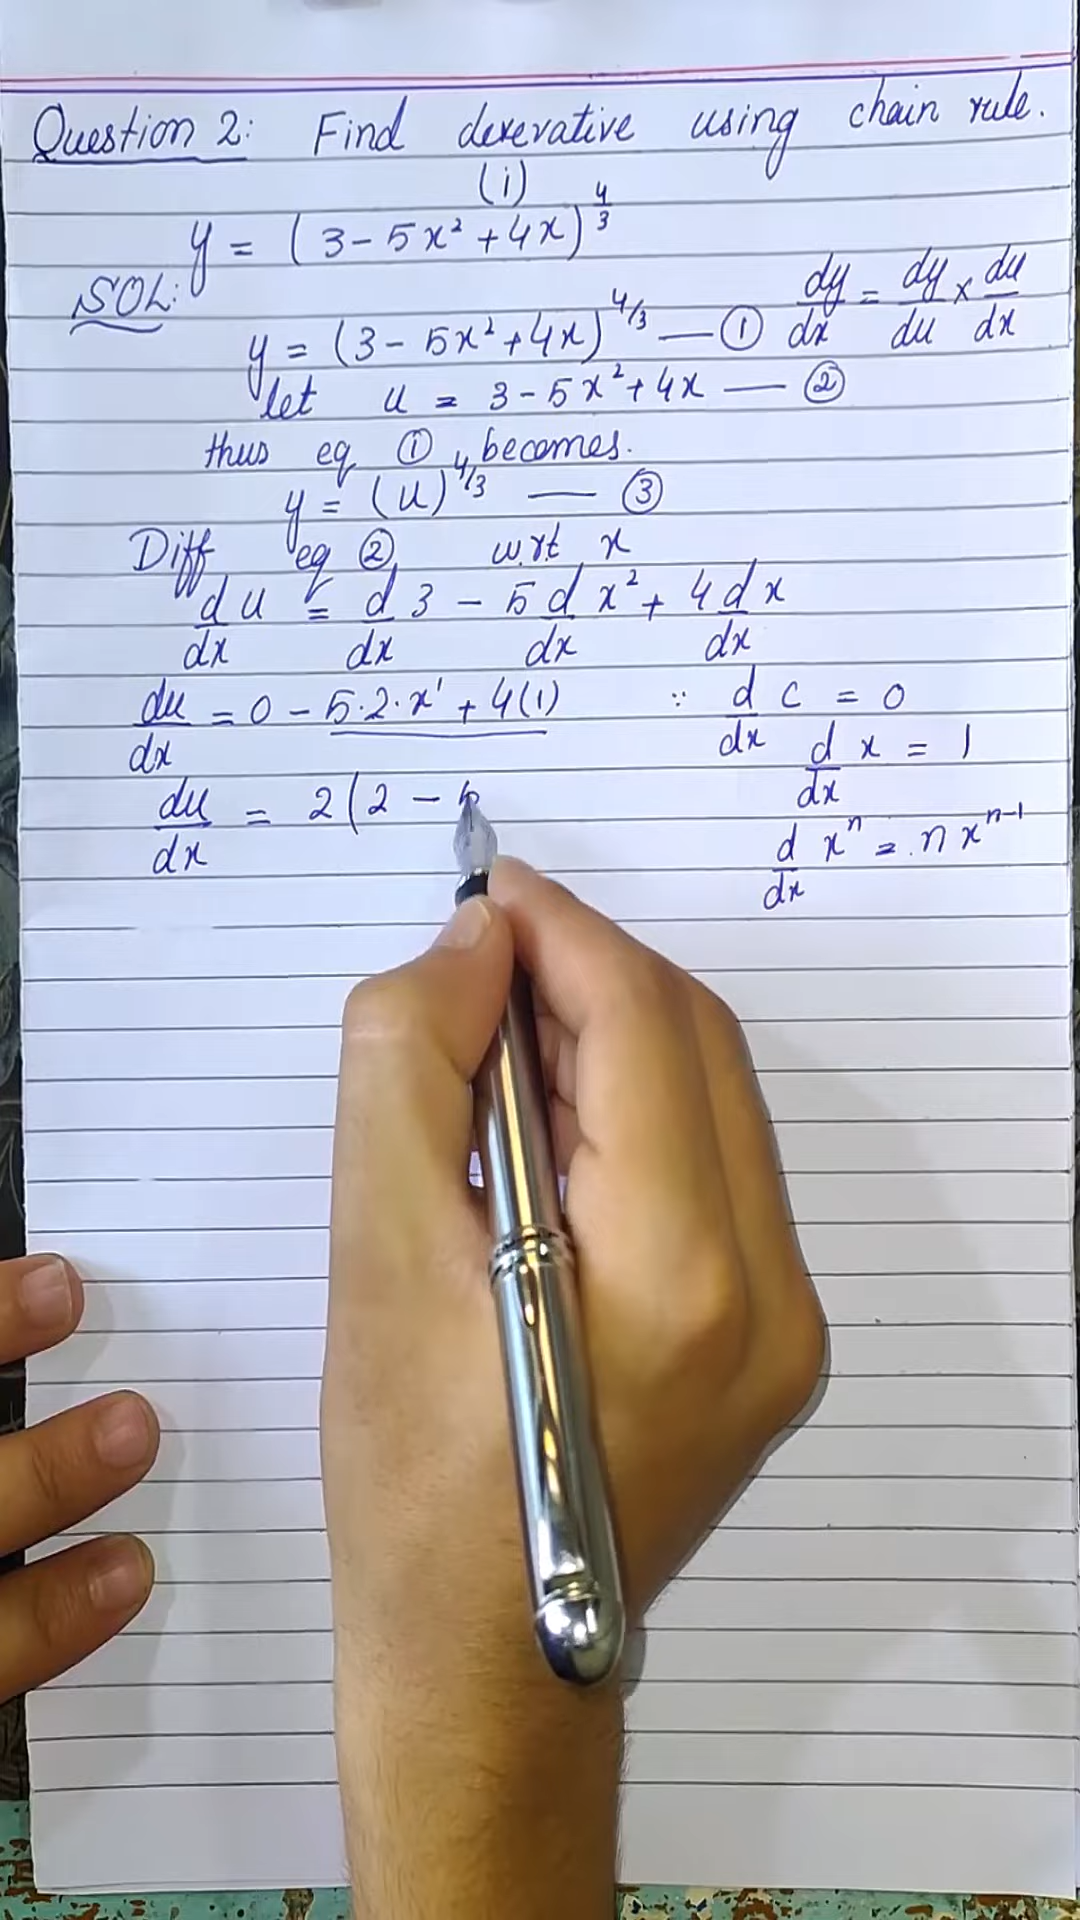 Question 2: Find derevative using chain rule.
(i)
y = (3 - 5x² + 4x)^4/3
SOL:
y = (3 - 5x² + 4x)^4/3 — ① dy/dx = dy/du × du/dx
let u = 3 - 5x² + 4x — ②
thus eq ① becomes.
y = (u)^4/3 — ③
Diff eq ② w.rt x
d/dx u = d/dx 3 - 5 d/dx x² + 4 d/dx x
du/dx = 0 - 5·2·x¹ + 4(1) ∵ d/dx c = 0
d/dx x = 1
du/dx = 2(2 - 5
d/dx xⁿ = n xⁿ⁻¹